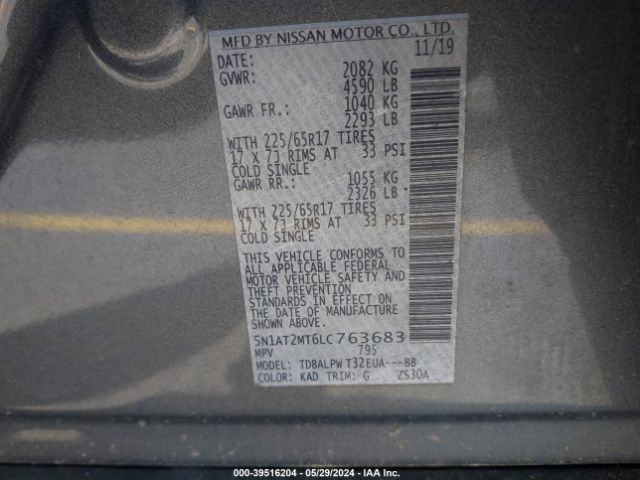 MFD BY NISSAN MOTOR CO., LTD.
DATE: 11/19
GVWR: 2082 KG
4590 LB
GAWR FR.: 1040 KG
2293 LB
WITH 225/65R17 TIRES
17 X 7J RIMS AT 33 PSI
COLD SINGLE
GAWR RR.: 1055 KG
2326 LB
WITH 225/65R17 TIRES
17 X 7J RIMS AT 33 PSI
COLD SINGLE
THIS VEHICLE CONFORMS TO
ALL APPLICABLE FEDERAL
MOTOR VEHICLE SAFETY AND
THEFT PREVENTION
STANDARDS IN EFFECT ON
THE DATE OF MANUFACTURE
SHOWN ABOVE.
5N1AT2MT6LC763683
MPV 795
MODEL: TDBALPW T32EUA---BB
COLOR: KAD TRIM: G ZS30A
000-39516204 - 05/29/2024 - IAA Inc.